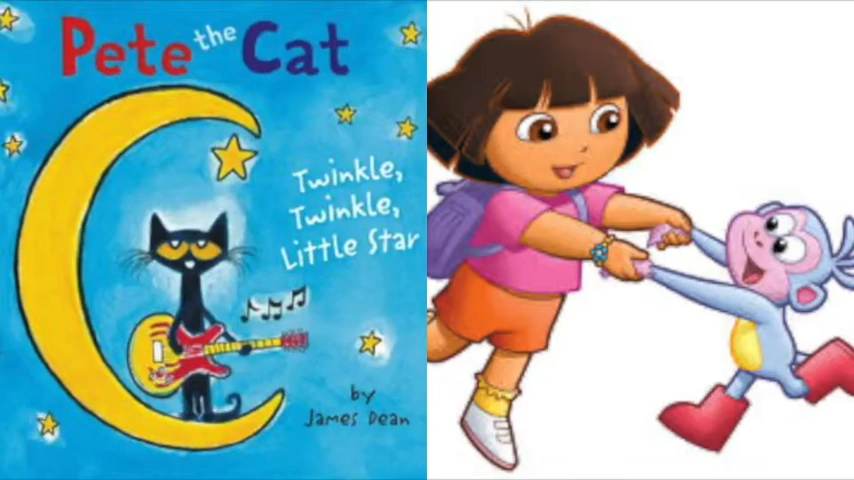 Pete the Cat
Twinkle,
Twinkle,
Little Star
by
James Dean